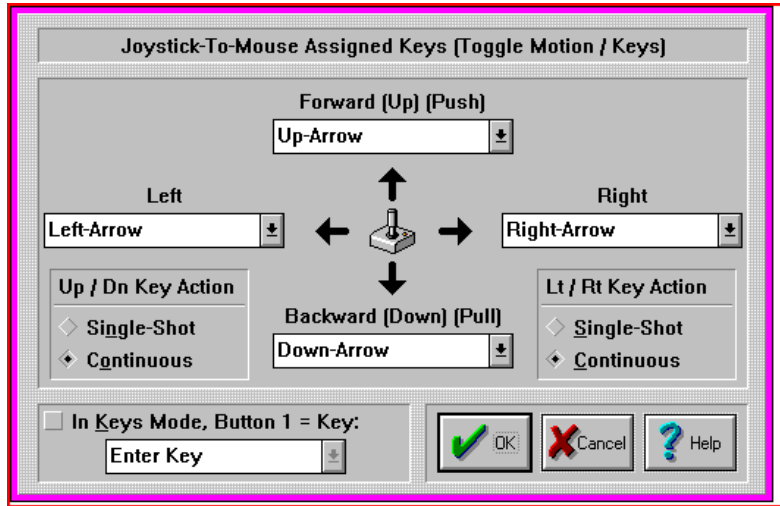 Joystick-To-Mouse Assigned Keys (Toggle Motion / Keys)
Forward (Up) (Push)
Up-Arrow
Left
Right
Left-Arrow
Right-Arrow
Up / Dn Key Action
Single-Shot
Continuous
Backward (Down) (Pull)
Down-Arrow
Lt / Rt Key Action
Single-Shot
Continuous
In Keys Mode, Button 1 = Key:
Enter Key
OK
Cancel
Help